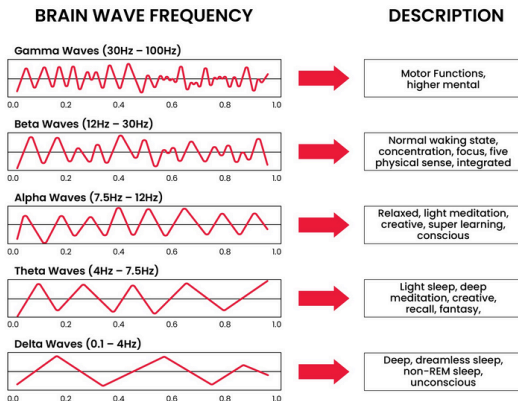 BRAIN WAVE FREQUENCY
DESCRIPTION
Gamma Waves (30Hz – 100Hz)
0.0 0.2 0.4 0.6 0.8 1.0
Motor Functions,
higher mental
Beta Waves (12Hz – 30Hz)
0.0 0.2 0.4 0.6 0.8 1.0
Normal waking state,
concentration, focus, five
physical sense, integrated
Alpha Waves (7.5Hz – 12Hz)
0.0 0.2 0.4 0.6 0.8 1.0
Relaxed, light meditation,
creative, super learning,
conscious
Theta Waves (4Hz – 7.5Hz)
0.0 0.2 0.4 0.6 0.8 1.0
Light sleep, deep
meditation, creative,
recall, fantasy,
Delta Waves (0.1 – 4Hz)
0.0 0.2 0.4 0.6 0.8 1.0
Deep, dreamless sleep,
non-REM sleep,
unconscious